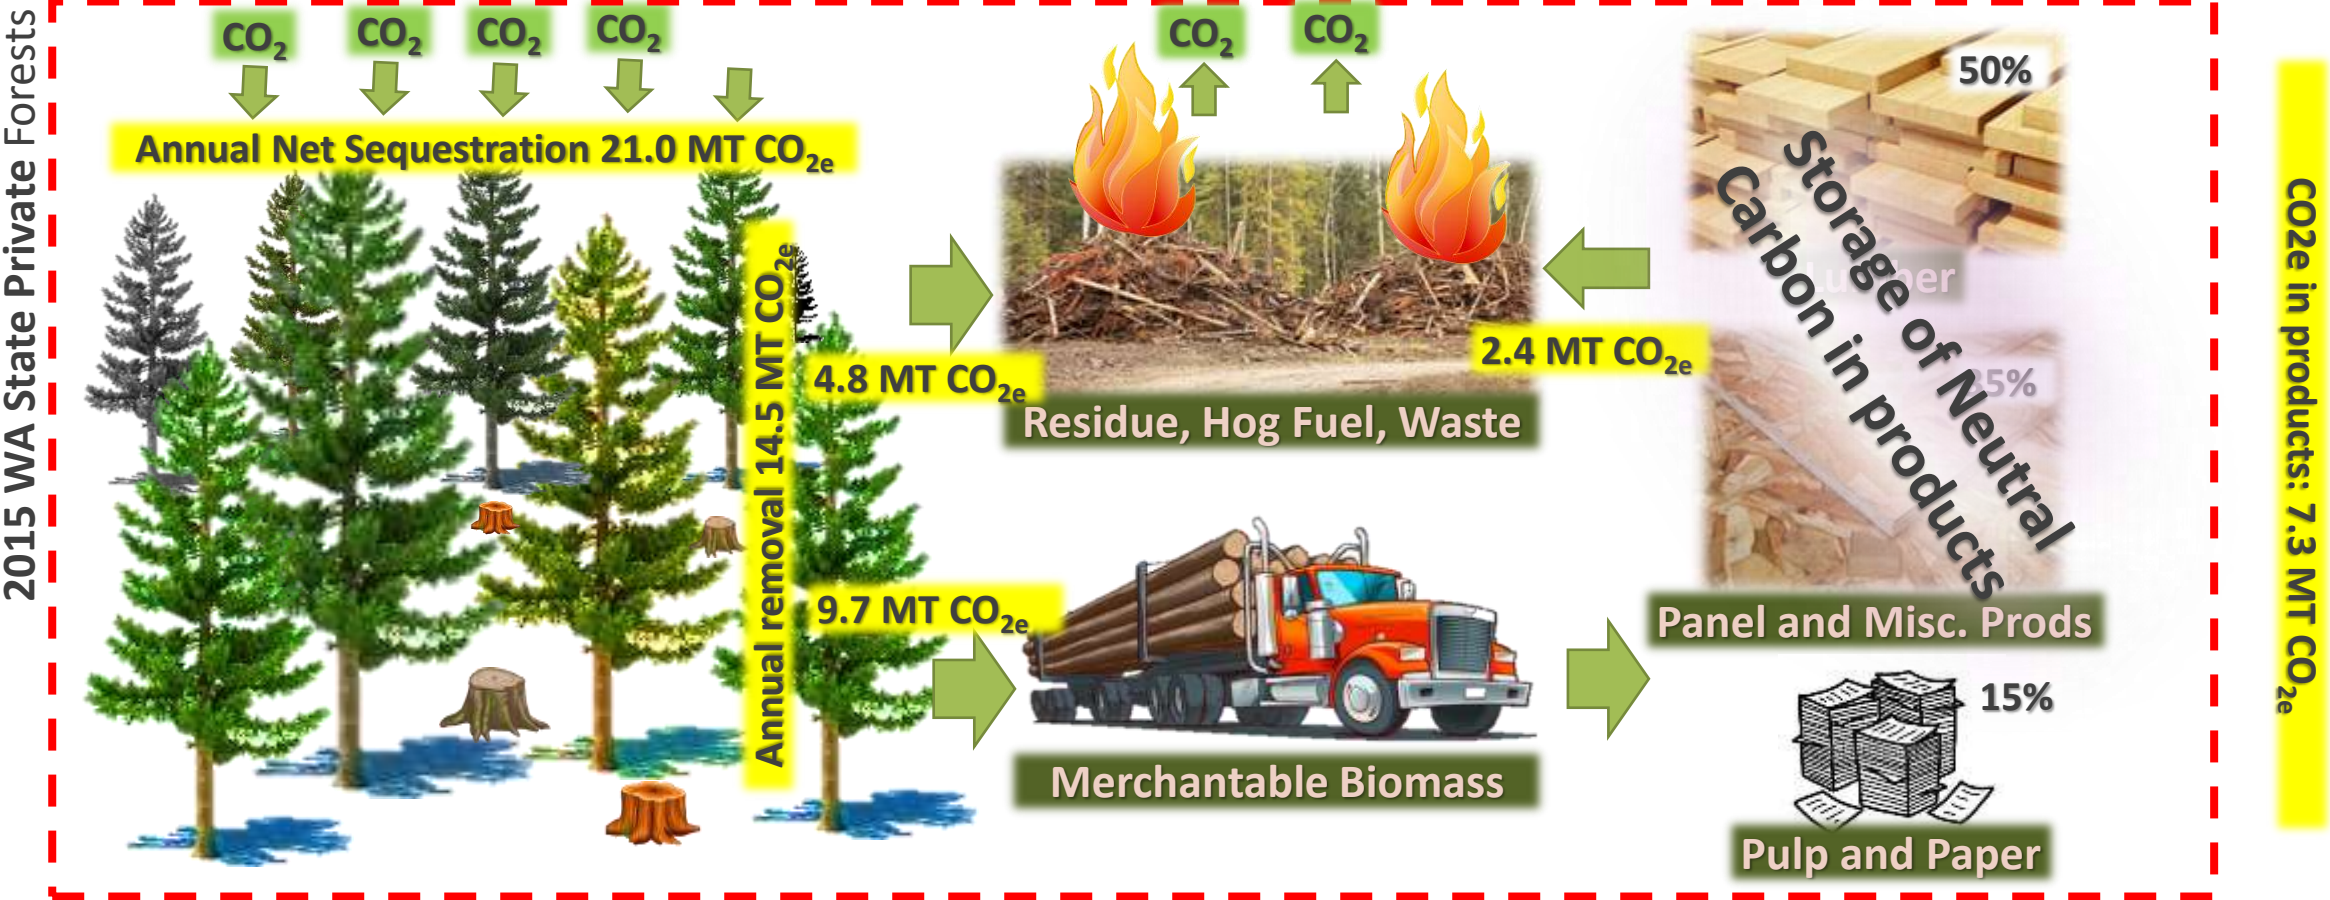 2015 WA State Private Forests
CO2
CO2
CO2
CO2
Annual Net Sequestration 21.0 MT CO2e
Annual removal 14.5 MT CO2e
4.8 MT CO2e
9.7 MT CO2e
CO2
CO2
Residue, Hog Fuel, Waste
2.4 MT CO2e
Merchantable Biomass
50%
Storage of Neutral
Carbon in products
35%
Panel and Misc. Prods
15%
Pulp and Paper
CO2e in products: 7.3 MT CO2e